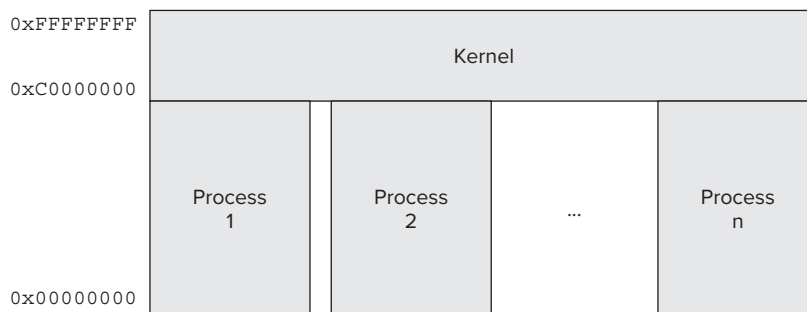 0xFFFFFFFF
Kernel
0xC0000000
Process
1
Process
2
...
Process
n
0x00000000